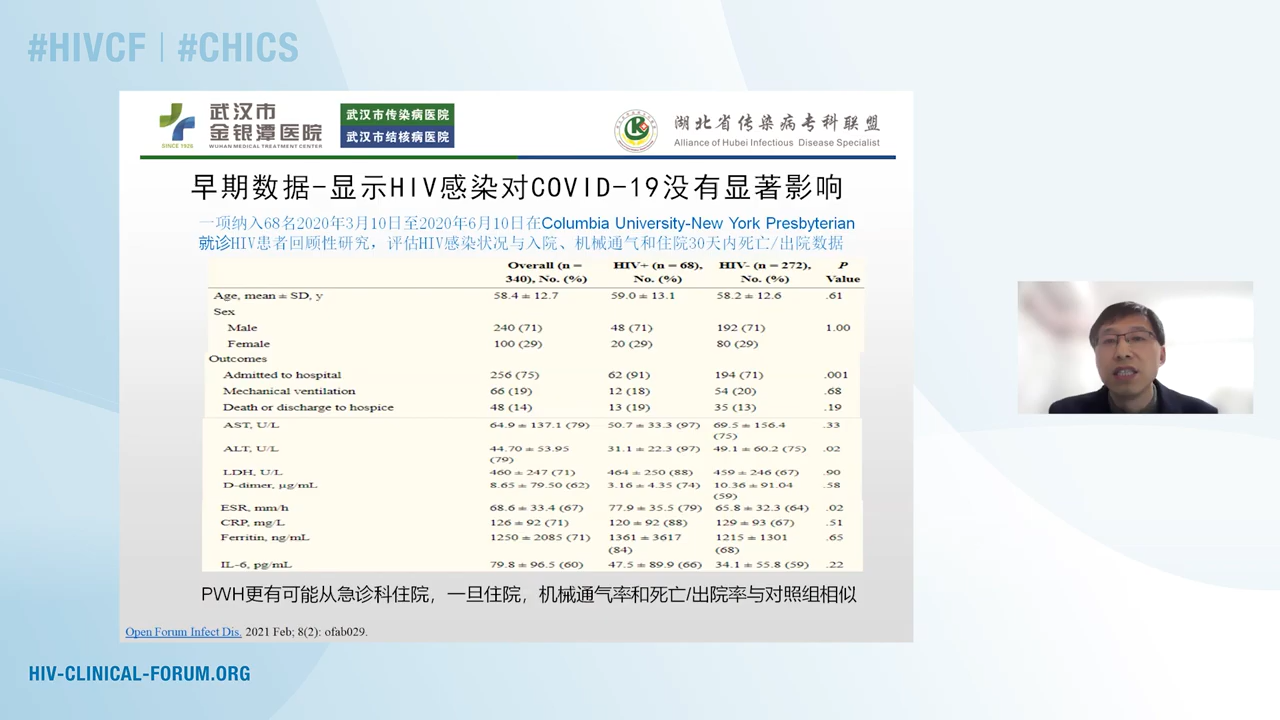 #HIVCF | #CHICS
武汉市
金银潭医院
SINCE 1926
WUHAN MEDICAL TREATMENT CENTER
武汉市传染病医院
武汉市结核病医院
湖北省传染病专科联盟
Alliance of Hubei Infectious Disease Specialist
早期数据-显示HIV感染对COVID-19没有显著影响
一项纳入68名2020年3月10日至2020年6月10日在Columbia University-New York Presbyterian
就诊HIV患者回顾性研究，评估HIV感染状况与入院、机械通气和住院30天内死亡/出院数据
Overall (n = HIV+ (n = 68), HIV- (n = 272), P
340), No. (%) No. (%) No. (%) Value
Age, mean ± SD, y 58.4 ± 12.7 59.0 ± 13.1 58.2 ± 12.6 .61
Sex
Male 240 (71) 48 (71) 192 (71) 1.00
Female 100 (29) 20 (29) 80 (29)
Outcomes
Admitted to hospital 256 (75) 62 (91) 194 (71) .001
Mechanical ventilation 66 (19) 12 (18) 54 (20) .68
Death or discharge to hospice 48 (14) 13 (19) 35 (13) .19
AST, U/L 64.9 ± 137.1 (79) 50.7 ± 33.3 (97) 69.5 ± 156.4 .33
(75)
ALT, U/L 44.70 ± 53.95 31.1 ± 22.3 (97) 49.1 ± 60.2 (75) .02
(79)
LDH, U/L 460 ± 247 (71) 464 ± 250 (88) 459 ± 246 (67) .90
D-dimer, µg/mL 8.65 ± 79.50 (62) 3.16 ± 4.35 (74) 10.36 ± 91.04 .58
(59)
ESR, mm/h 68.6 ± 33.4 (67) 77.9 ± 35.5 (79) 65.8 ± 32.3 (64) .02
CRP, mg/L 126 ± 92 (71) 120 ± 92 (88) 129 ± 93 (67) .51
Ferritin, ng/mL 1250 ± 2085 (71) 1361 ± 3617 1215 ± 1301 .65
(84) (68)
IL-6, pg/mL 79.8 ± 96.5 (60) 47.5 ± 89.9 (66) 34.1 ± 55.8 (59) .22
PWH更有可能从急诊科住院，一旦住院，机械通气率和死亡/出院率与对照组相似
Open Forum Infect Dis. 2021 Feb; 8(2): ofab029.
HIV-CLINICAL-FORUM.ORG